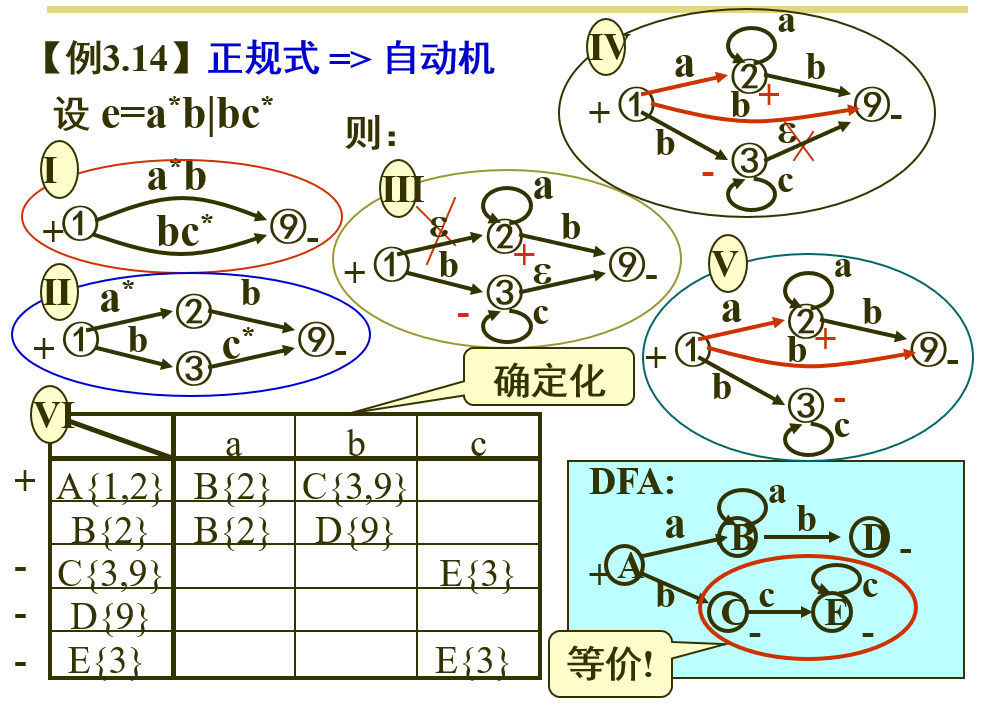 【例3.14】正规式 => 自动机
设 e=a*b|bc*
则：
I
a*b
+ ① ⑨ -
bc*
II
a* ② b
+ ① ⑨ -
b ③ c*
III
a
ε ② b
+
+ ① ⑨ -
b ③ ε
-
c
IV
a
a ② b
+
+ ① b ⑨ -
b ③ ε
-
c
V
a
a ② b
+
+ ① b ⑨ -
b ③ -
c
确定化
VI
a b c
+ A{1,2} B{2} C{3,9}
B{2} B{2} D{9}
- C{3,9} E{3}
- D{9}
- E{3} E{3}
DFA:
a
a B b D -
+ A
b C c E c
- -
等价!